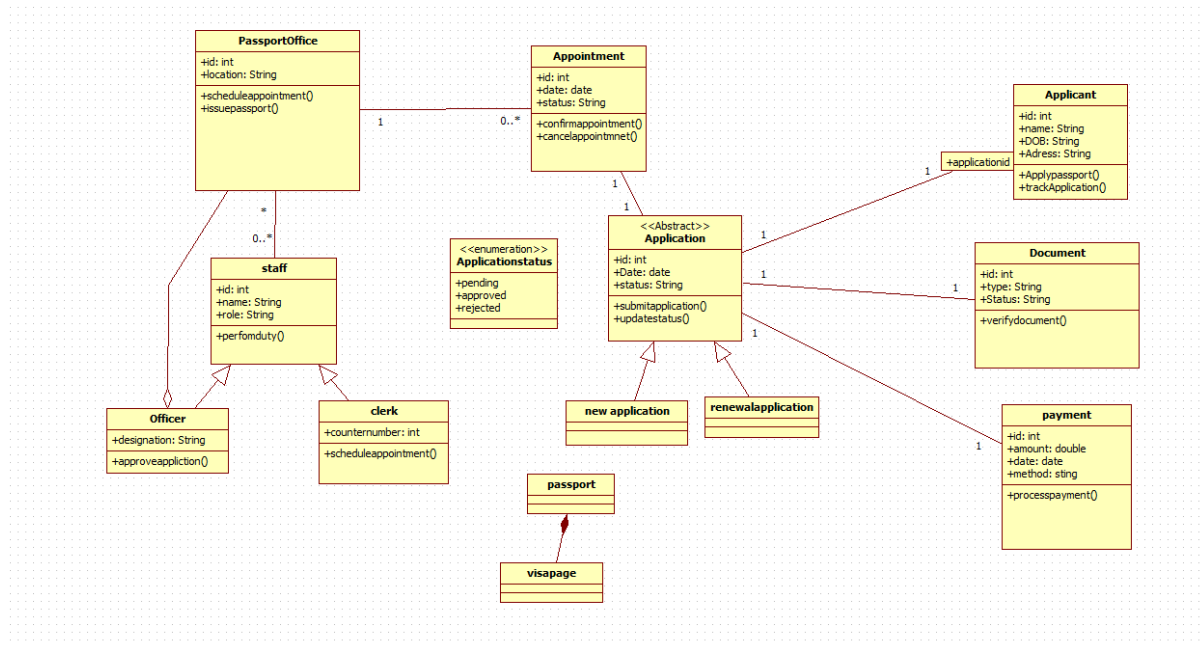 PassportOffice
+id: int
+location: String
+scheduleappointment()
+issuepassport()
1
0..*
Appointment
+id: int
+date: date
+status: String
+confirmappointment()
+cancelappointmnet()
1
1
Applicant
+id: int
+name: String
+DOB: String
+Adress: String
+Applypassport()
+trackApplication()
+applicationid
1
1
*
0..*
staff
+id: int
+name: String
+role: String
+perfomduty()
<<enumeration>>
Applicationstatus
+pending
+approved
+rejected
<<Abstract>>
Application
+id: int
+Date: date
+status: String
+submitapplication()
+updatestatus()
1
1
Document
+id: int
+type: String
+Status: String
+verifydocument()
1
1
Officer
+designation: String
+approveappliction()
clerk
+counternumber: int
+scheduleappointment()
new application
renewalapplication
payment
+id: int
+amount: double
+date: date
+method: sting
+processpayment()
passport
visapage